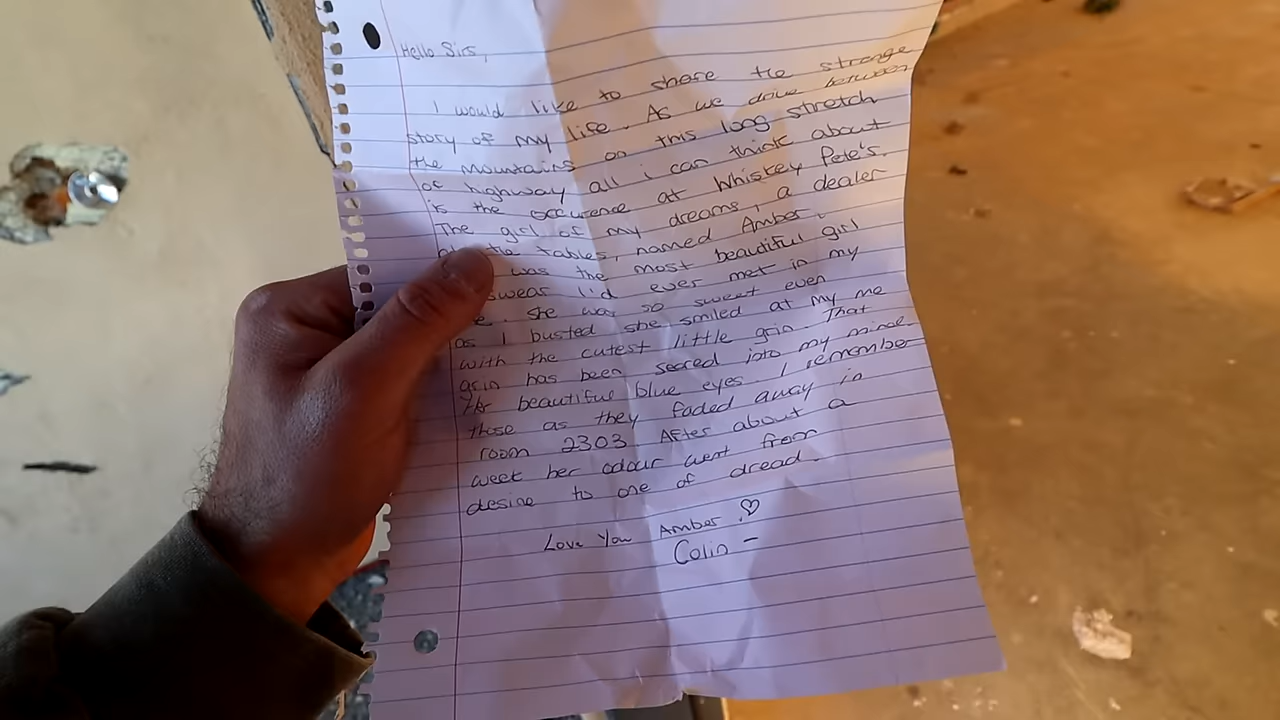 Hello Sirs,
I would like to share the strange
story of my life. As we drive between
the mountains on this long stretch
of highway all i can think about
is the occurence at Whiskey Pete's.
The girl of my dreams, a dealer
the tables, named Amber.
was the most beautiful girl
swear I'd ever met in my
she was so sweet even
as I busted she smiled at my me
with the cutest little grin. That
grin has been seared into my mind.
beautiful blue eyes. I remember
those as they faded away in
room 2303 After about a
week her odour went from
desire to one of dread.
Love You Amber ♡
Colin -